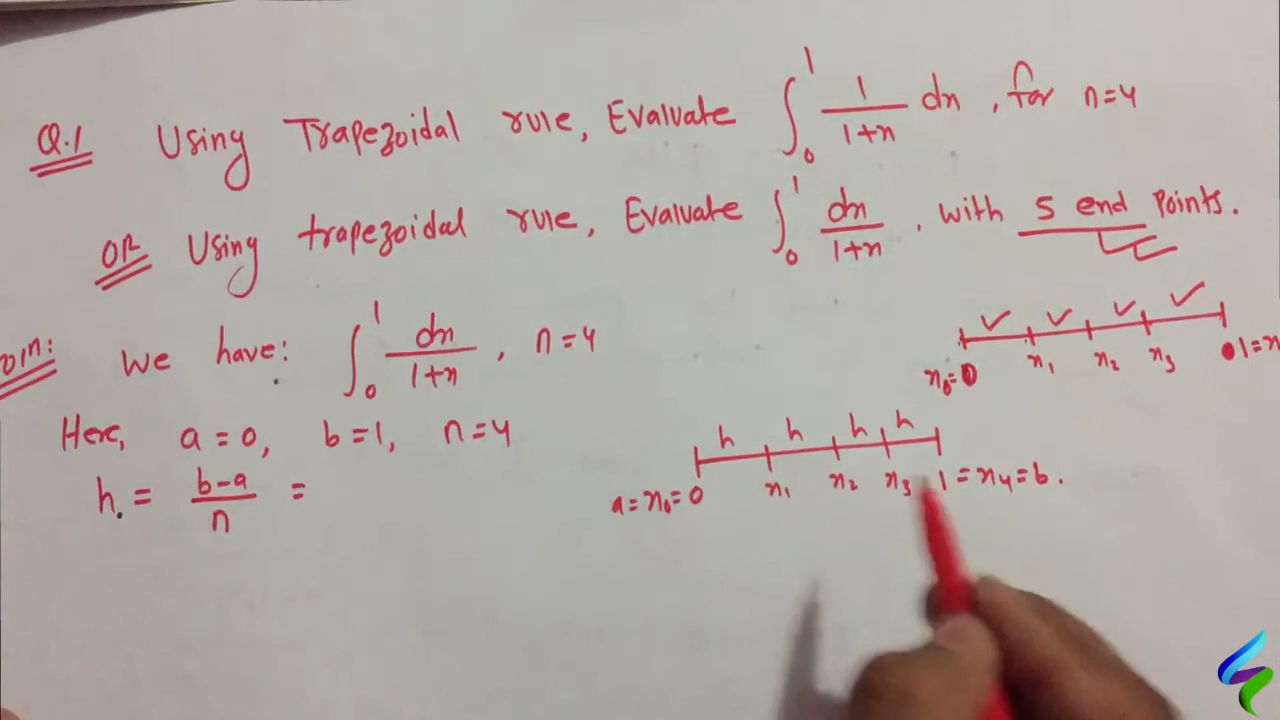 Q.1 Using Trapezoidal rule, Evaluate ∫₀¹ 1/(1+x) dx, for n=4
OR Using trapezoidal rule, Evaluate ∫₀¹ dx/(1+x), with 5 end points.
We have: ∫₀¹ dx/(1+x), n=4
x₀=0 x₁ x₂ x₃ 1=x
Here, a=0, b=1, n=4
h = (b-a)/n =
h h h h
a=x₀=0 x₁ x₂ x₃ 1=x₄=b.